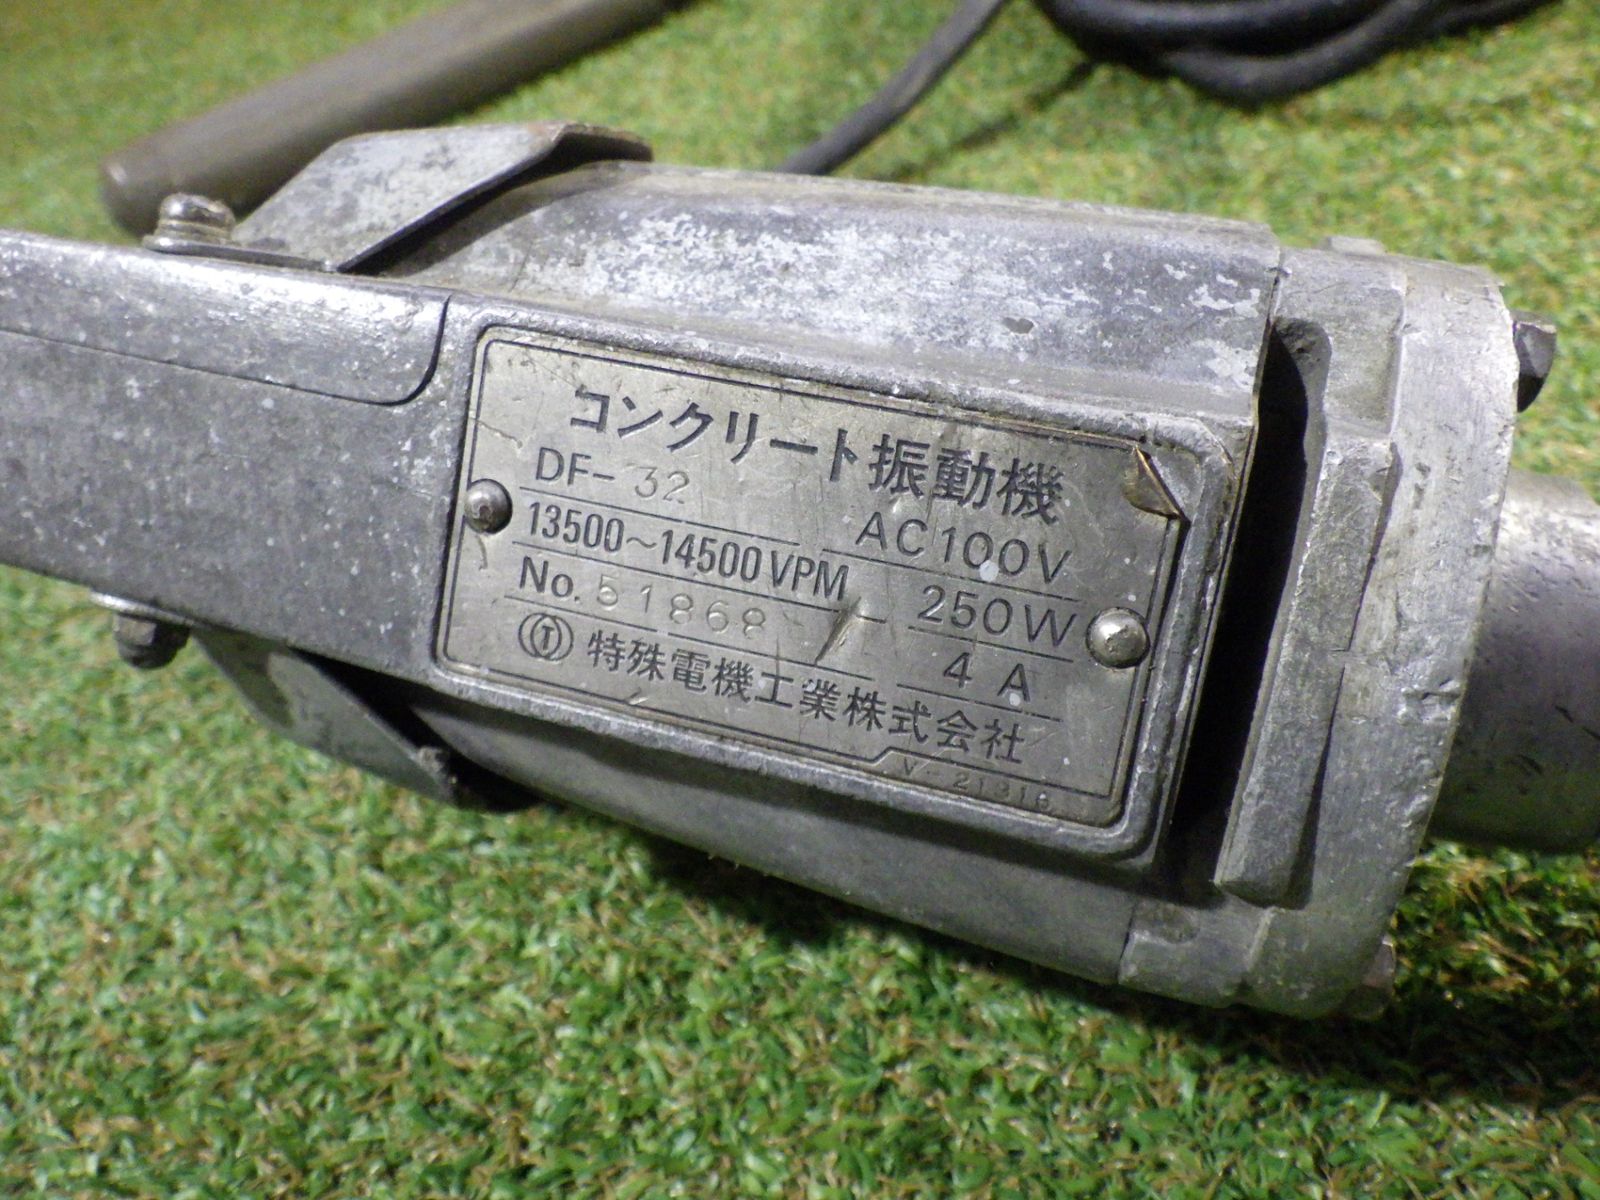 コンクリート振動機
DF-32 AC100V
13500~14500VPM 250W
No. 51868 4 A
T 特殊電機工業株式会社
V-21316